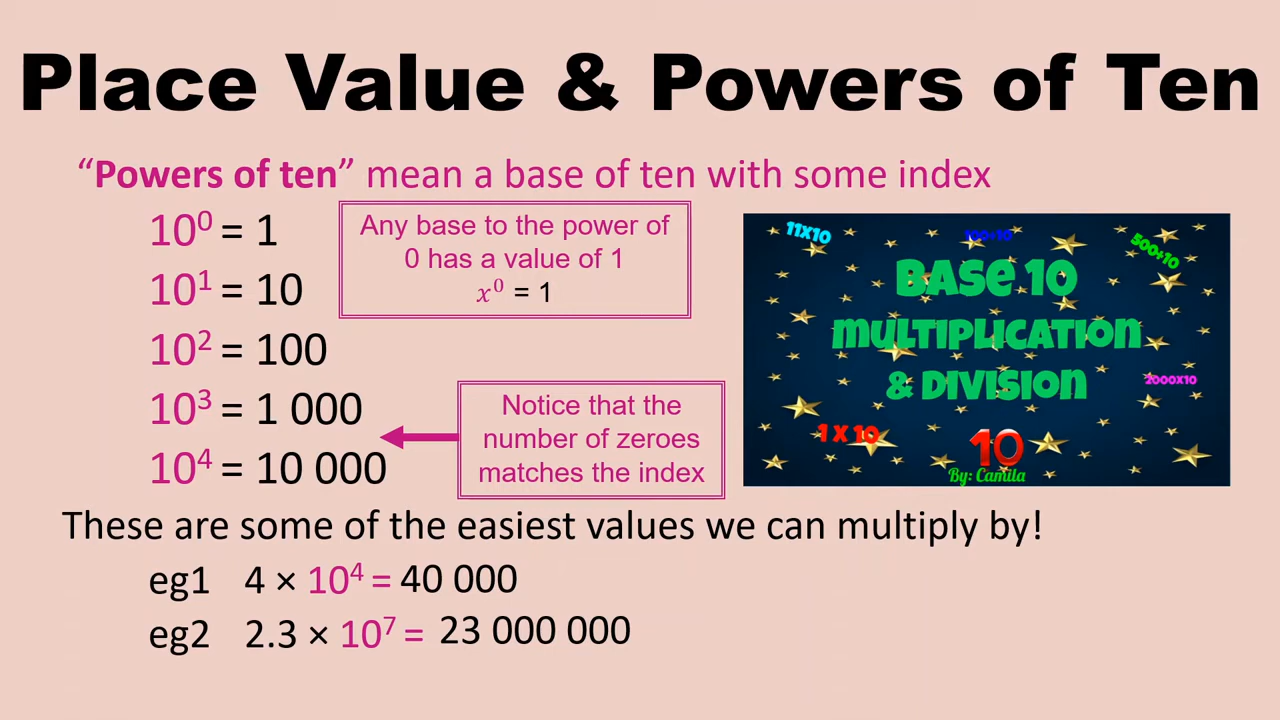 Place Value & Powers of Ten
“Powers of ten” mean a base of ten with some index
10⁰ = 1
10¹ = 10
10² = 100
10³ = 1 000
10⁴ = 10 000
Any base to the power of
0 has a value of 1
x⁰ = 1
Notice that the
number of zeroes
matches the index
11X10
100÷10
500÷10
BASE 10
MULTIPLICATION
& DIVISION
2000X10
1 X 10
10
By: Camila
These are some of the easiest values we can multiply by!
eg1 4 × 10⁴ = 40 000
eg2 2.3 × 10⁷ = 23 000 000